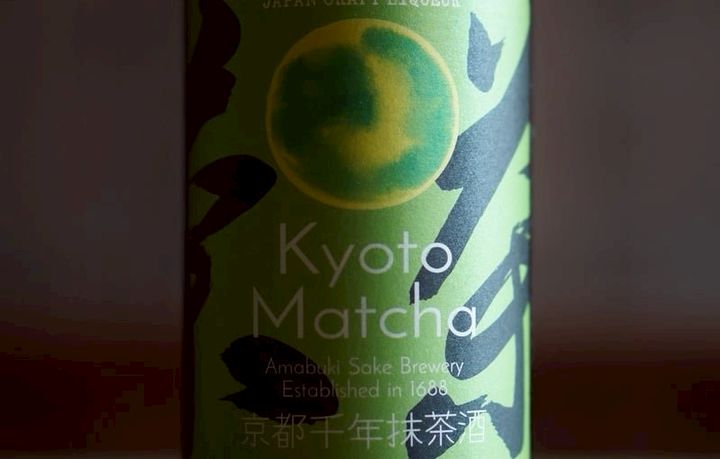 JAPAN CRAFT LIQUEUR
Kyoto
Matcha
Amabuki Sake Brewery
Established in 1688
京都千年抹茶酒